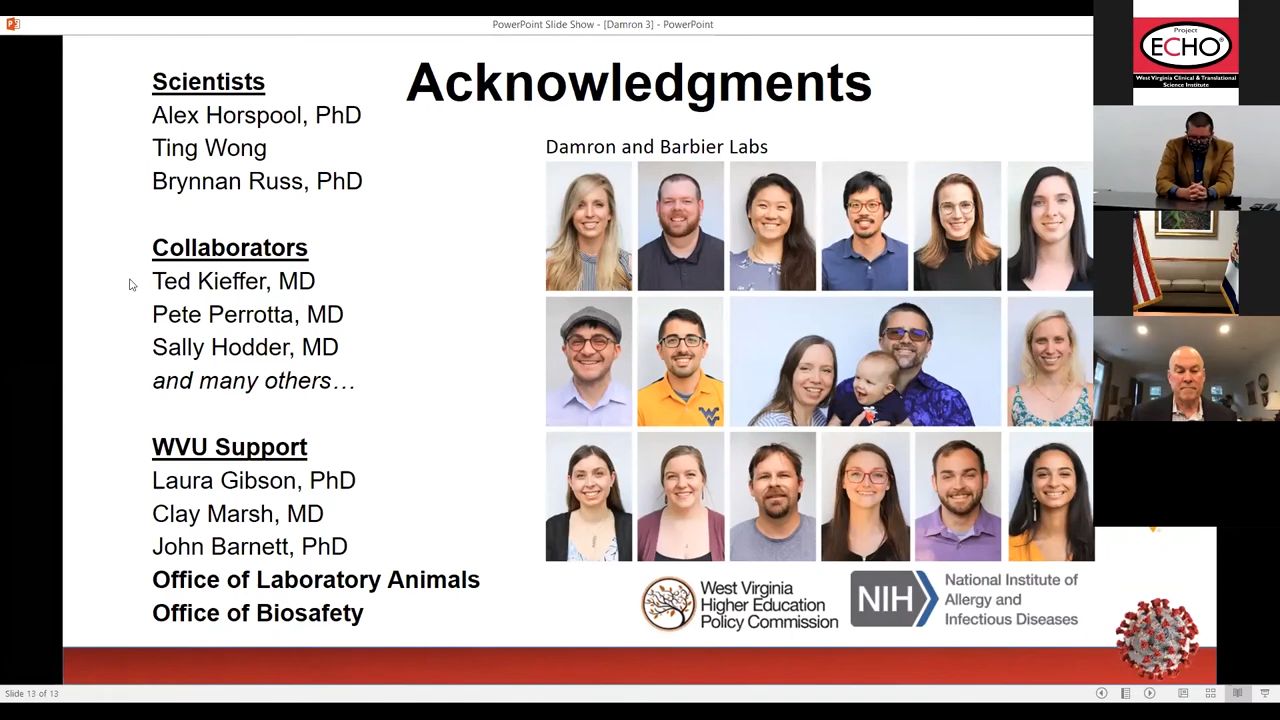 PowerPoint Slide Show - [Damron 3] - PowerPoint
Acknowledgments
Scientists
Alex Horspool, PhD
Ting Wong
Brynnan Russ, PhD
Collaborators
Ted Kieffer, MD
Pete Perrotta, MD
Sally Hodder, MD
and many others…
WVU Support
Laura Gibson, PhD
Clay Marsh, MD
John Barnett, PhD
Office of Laboratory Animals
Office of Biosafety
Damron and Barbier Labs
West Virginia
Higher Education
Policy Commission
NIH
National Institute of
Allergy and
Infectious Diseases
Project
ECHO®
West Virginia Clinical & Translational
Science Institute
Slide 13 of 13